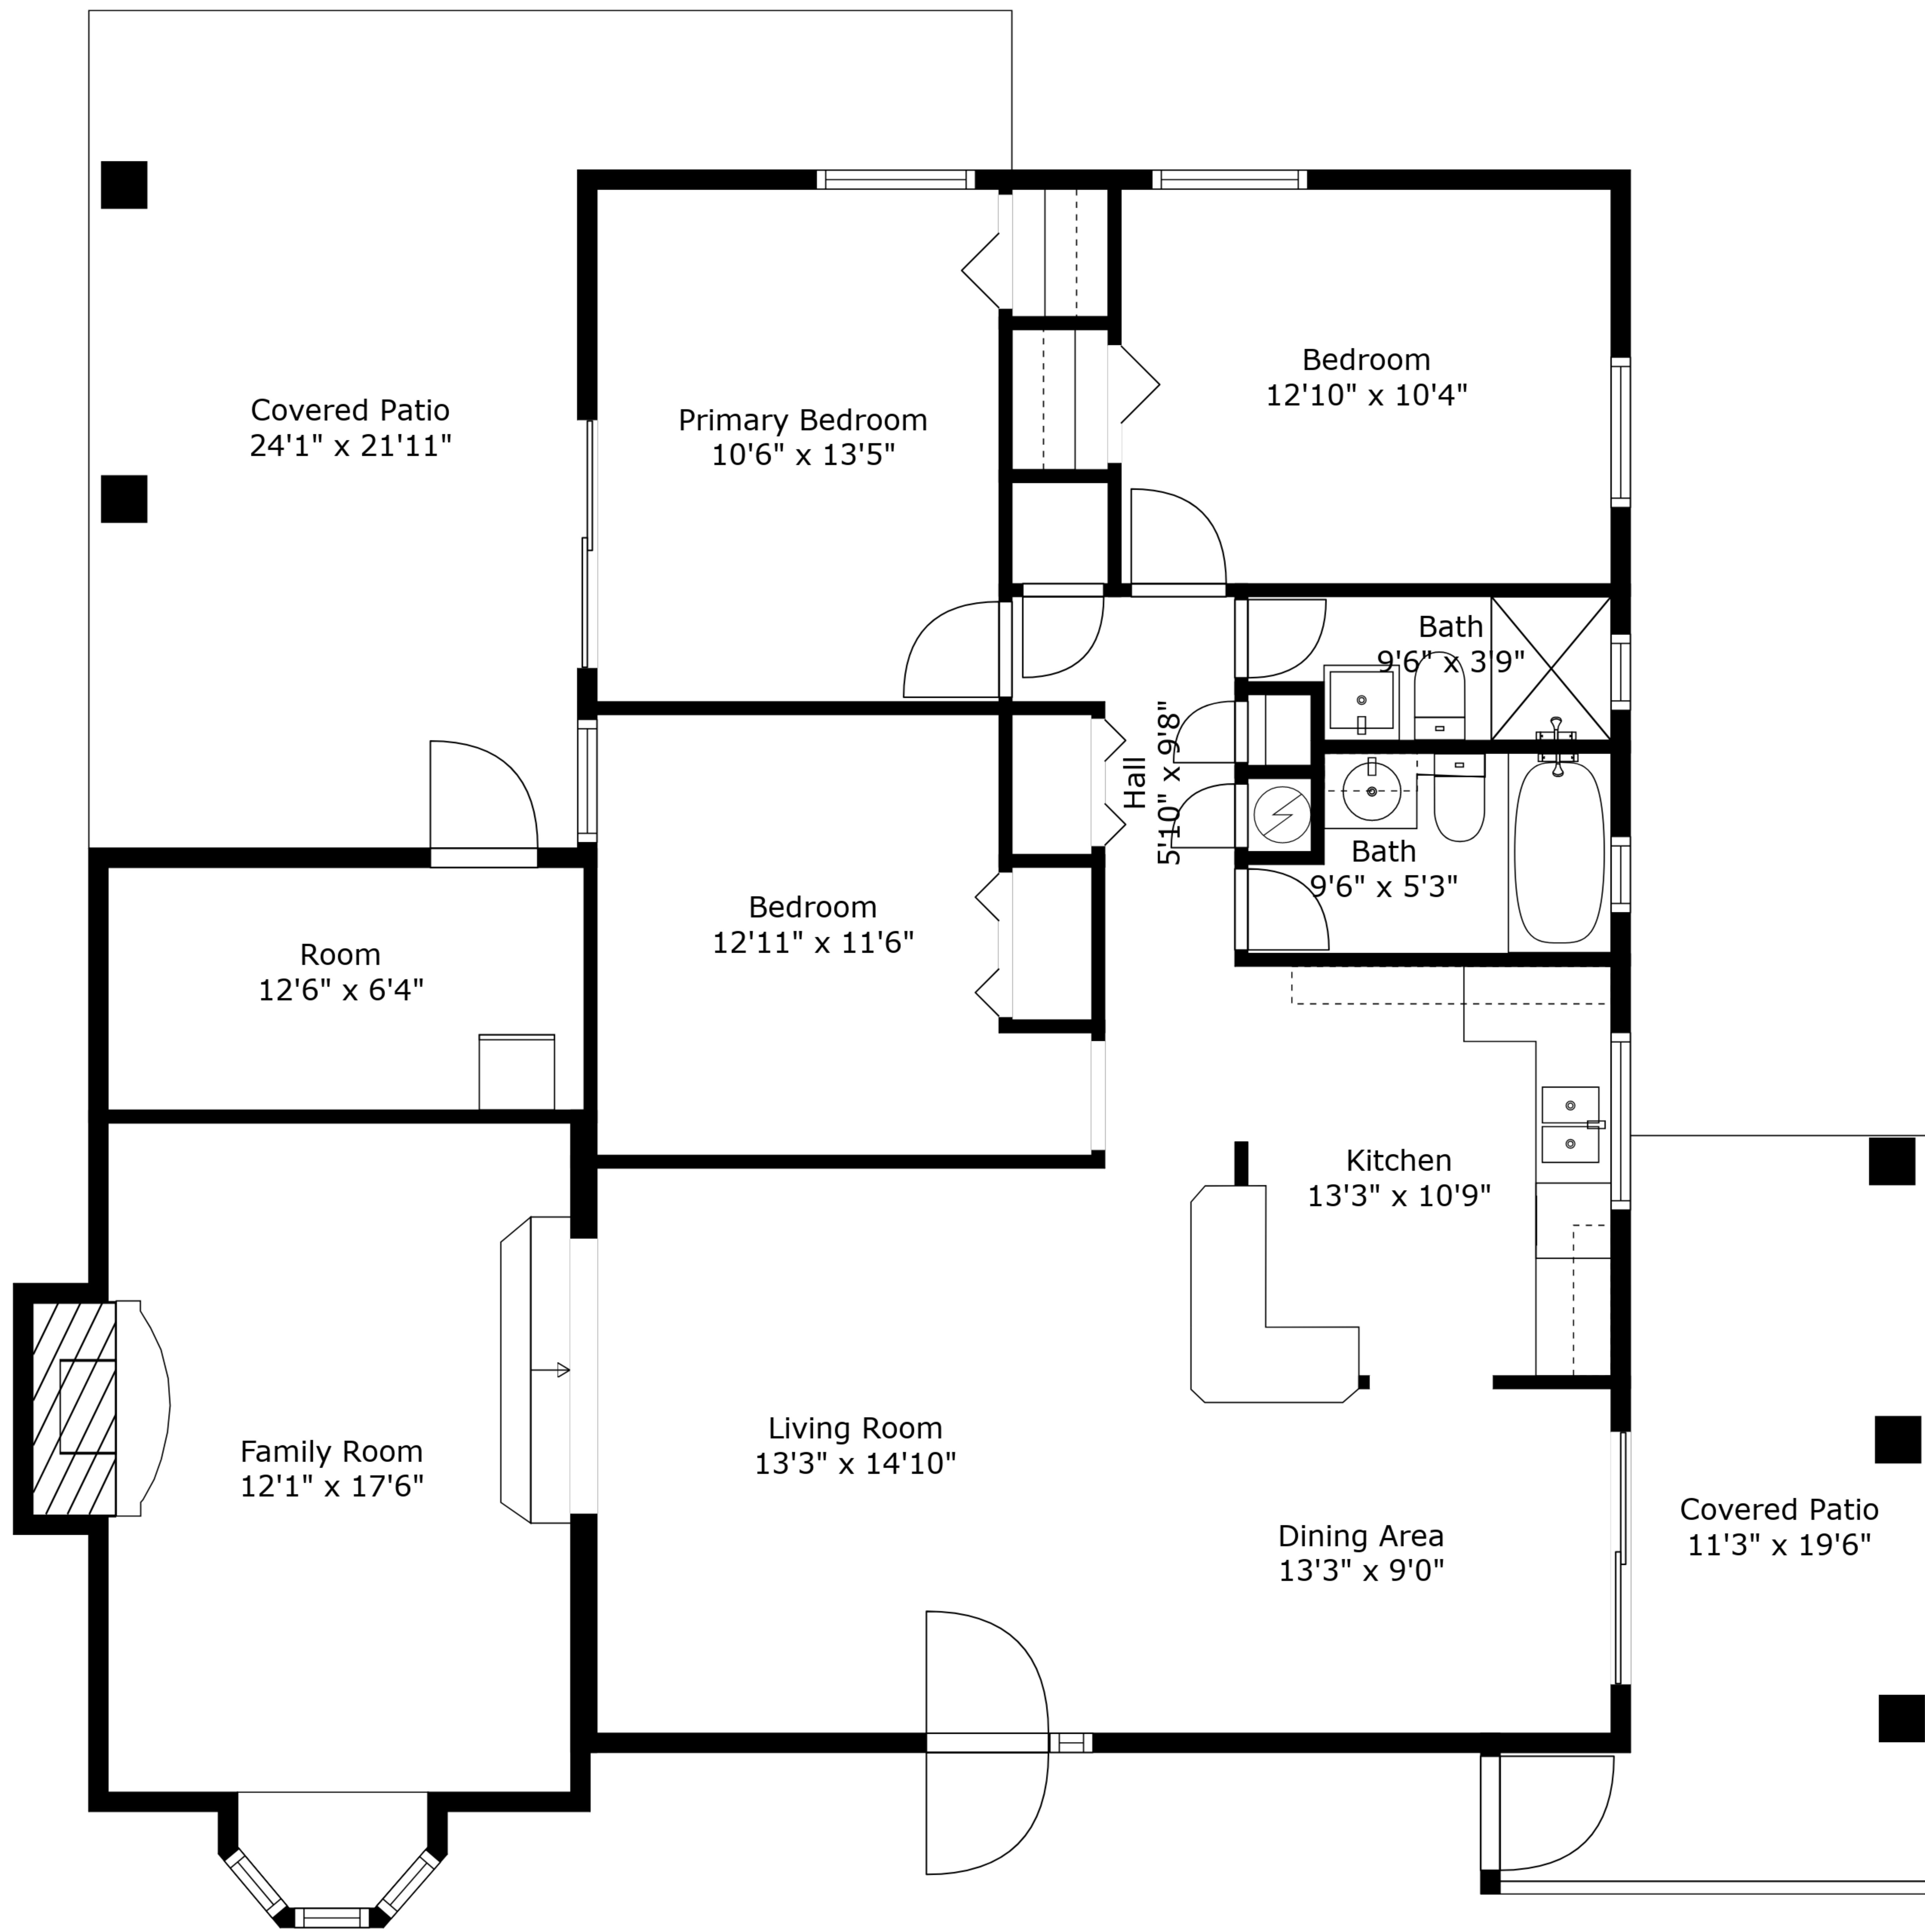 Bedroom
12'10" x 10'4"
Covered Patio
24'1" x 21'11"
Primary Bedroom
10'6" x 13'5"
Bath
9'6" x 3'9"
Hall
5'10" x 9'8"
Bath
9'6" x 5'3"
Bedroom
12'11" x 11'6"
Room
12'6" x 6'4"
Kitchen
13'3" x 10'9"
Living Room
13'3" x 14'10"
Family Room
12'1" x 17'6"
Covered Patio
11'3" x 19'6"
Dining Area
13'3" x 9'0"